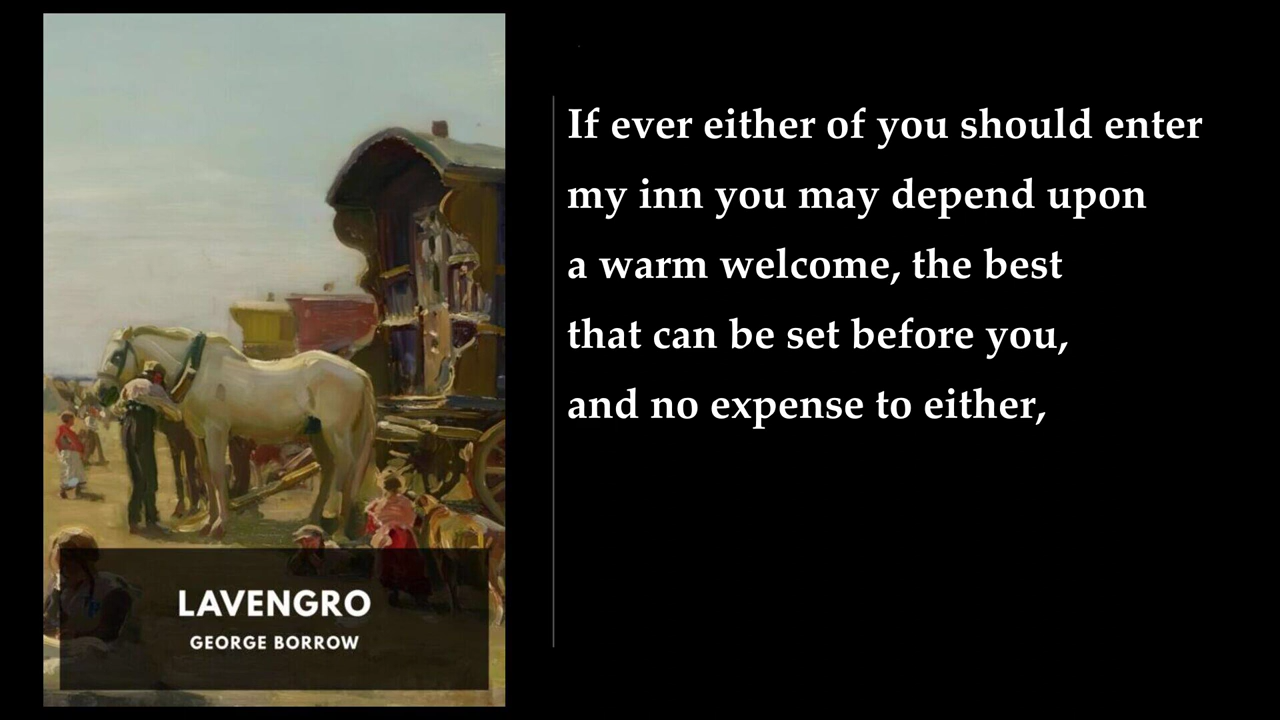 LAVENGRO
GEORGE BORROW
If ever either of you should enter
my inn you may depend upon
a warm welcome, the best
that can be set before you,
and no expense to either,